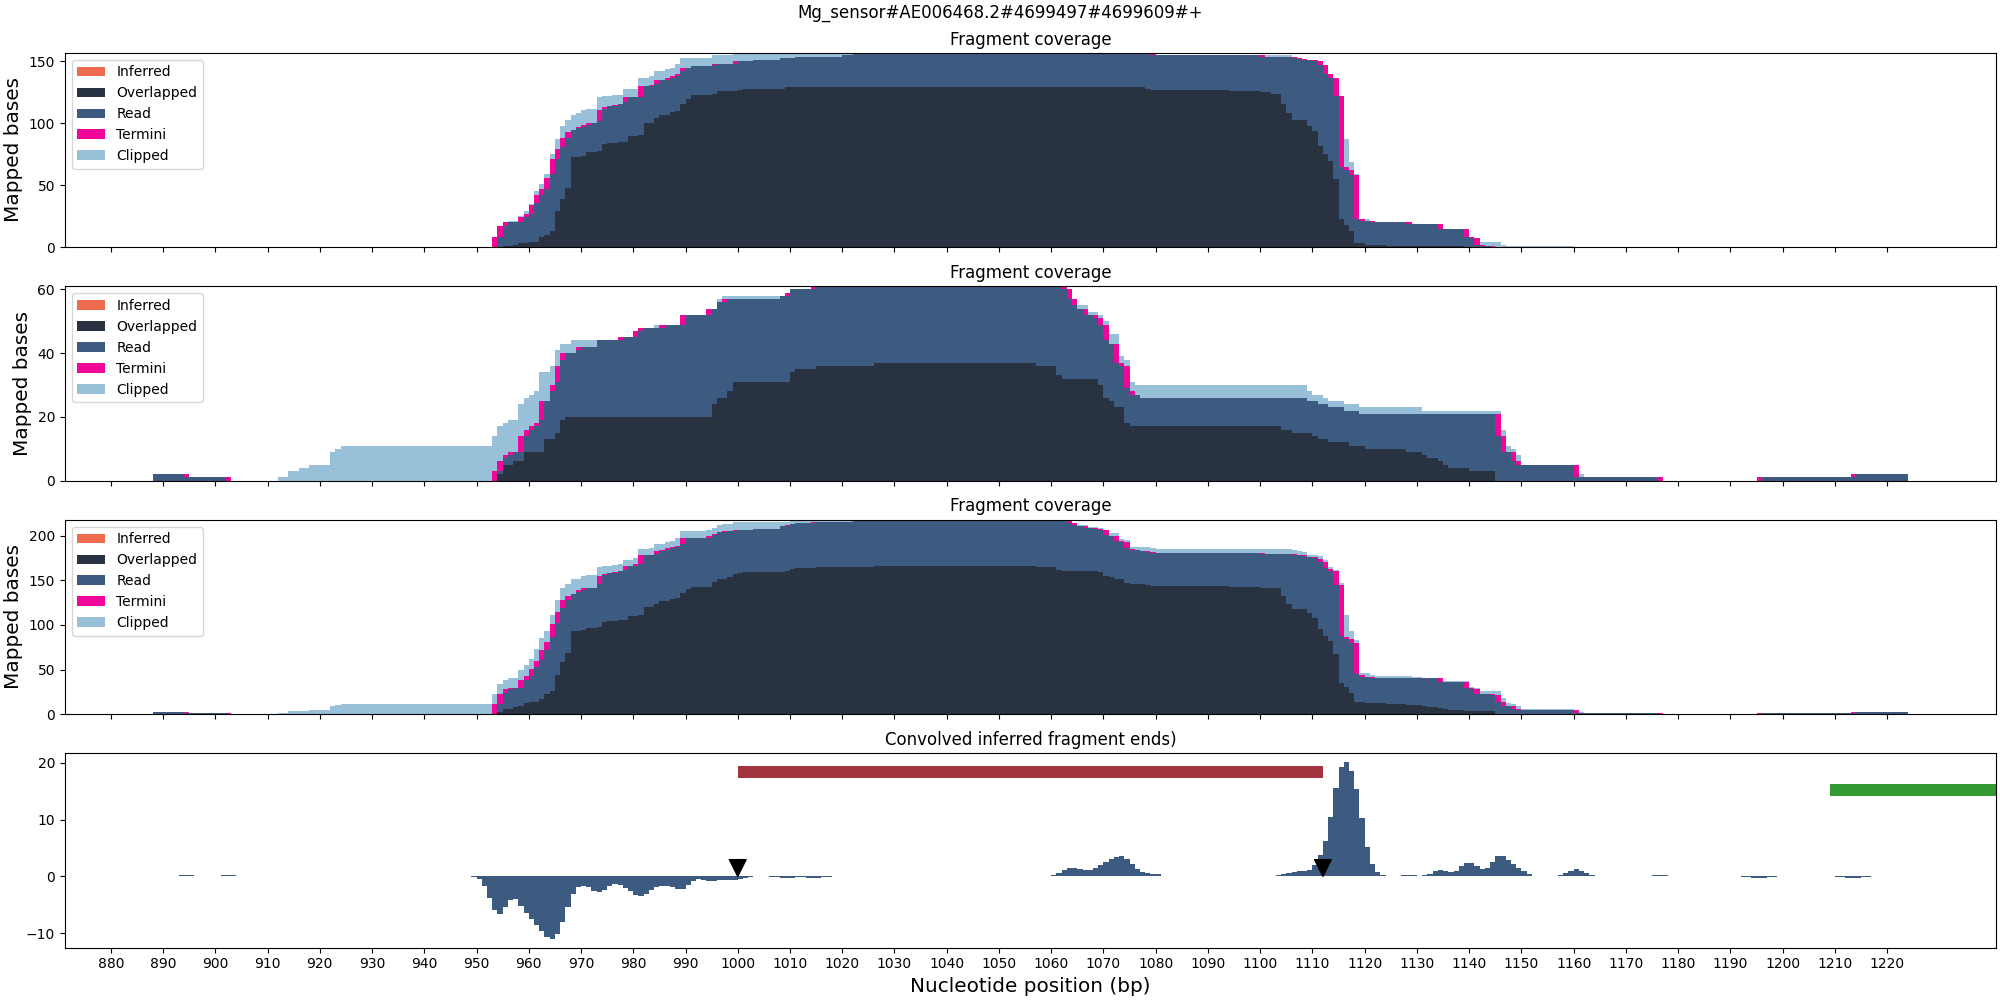 Mg_sensor#AE006468.2#4699497#4699609#+
Fragment coverage
Mapped bases
150
100
50
0
Inferred
Overlapped
Read
Termini
Clipped
Fragment coverage
Mapped bases
60
40
20
0
Inferred
Overlapped
Read
Termini
Clipped
Fragment coverage
Mapped bases
200
150
100
50
0
Inferred
Overlapped
Read
Termini
Clipped
Convolved inferred fragment ends)
20
10
0
−10
880 890 900 910 920 930 940 950 960 970 980 990 1000 1010 1020 1030 1040 1050 1060 1070 1080 1090 1100 1110 1120 1130 1140 1150 1160 1170 1180 1190 1200 1210 1220
Nucleotide position (bp)